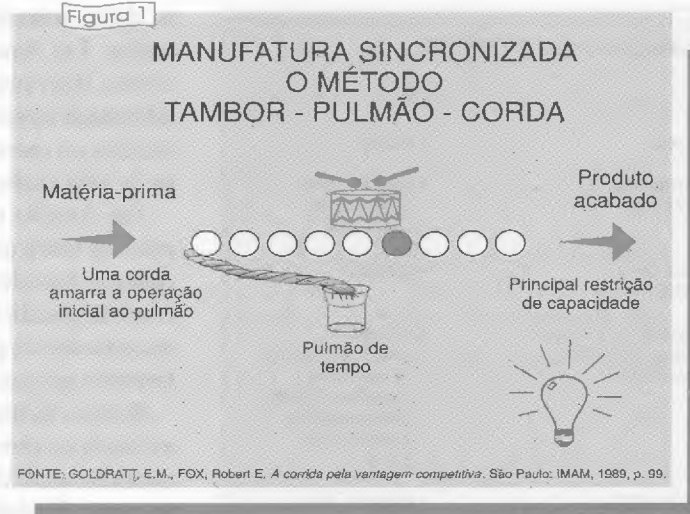 Figura 1
MANUFATURA SINCRONIZADA
O MÉTODO
TAMBOR - PULMÃO - CORDA
Matéria-prima
Produto
acabado
Uma corda
amarra a operação
inicial ao pulmão
Principal restrição
de capacidade
Pulmão de
tempo
FONTE: GOLDRATT, E.M., FOX, Robert E. A corrida pela vantagem competitiva. São Paulo: IMAM, 1989, p. 99.